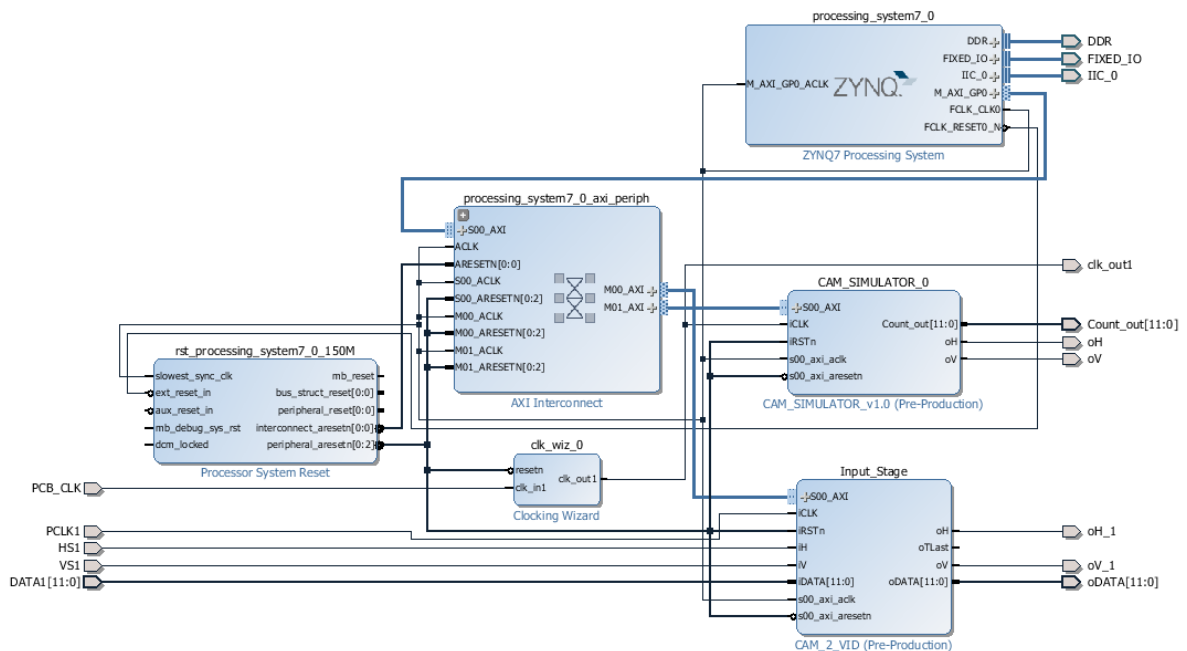 processing_system7_0
DDR
FIXED_IO
IIC_0
M_AXI_GP0
FCLK_CLK0
FCLK_RESET0_N
M_AXI_GP0_ACLK
ZYNQ.
ZYNQ7 Processing System
DDR
FIXED_IO
IIC_0
processing_system7_0_axi_periph
S00_AXI
ACLK
ARESETN[0:0]
S00_ACLK
S00_ARESETN[0:2]
M00_ACLK
M00_ARESETN[0:2]
M01_ACLK
M01_ARESETN[0:2]
M00_AXI
M01_AXI
AXI Interconnect
clk_out1
CAM_SIMULATOR_0
S00_AXI
iCLK
iRSTn
s00_axi_aclk
s00_axi_aresetn
Count_out[11:0]
oH
oV
CAM_SIMULATOR_v1.0 (Pre-Production)
Count_out[11:0]
oH
oV
rst_processing_system7_0_150M
slowest_sync_clk
ext_reset_in
aux_reset_in
mb_debug_sys_rst
dcm_locked
mb_reset
bus_struct_reset[0:0]
peripheral_reset[0:0]
interconnect_aresetn[0:0]
peripheral_aresetn[0:2]
Processor System Reset
clk_wiz_0
resetn
clk_in1
clk_out1
Clocking Wizard
PCB_CLK
PCLK1
HS1
VS1
DATA1[11:0]
Input_Stage
S00_AXI
iCLK
iRSTn
iH
iV
iDATA[11:0]
s00_axi_aclk
s00_axi_aresetn
oH
oTLast
oV
oDATA[11:0]
CAM_2_VID (Pre-Production)
oH_1
oV_1
oDATA[11:0]